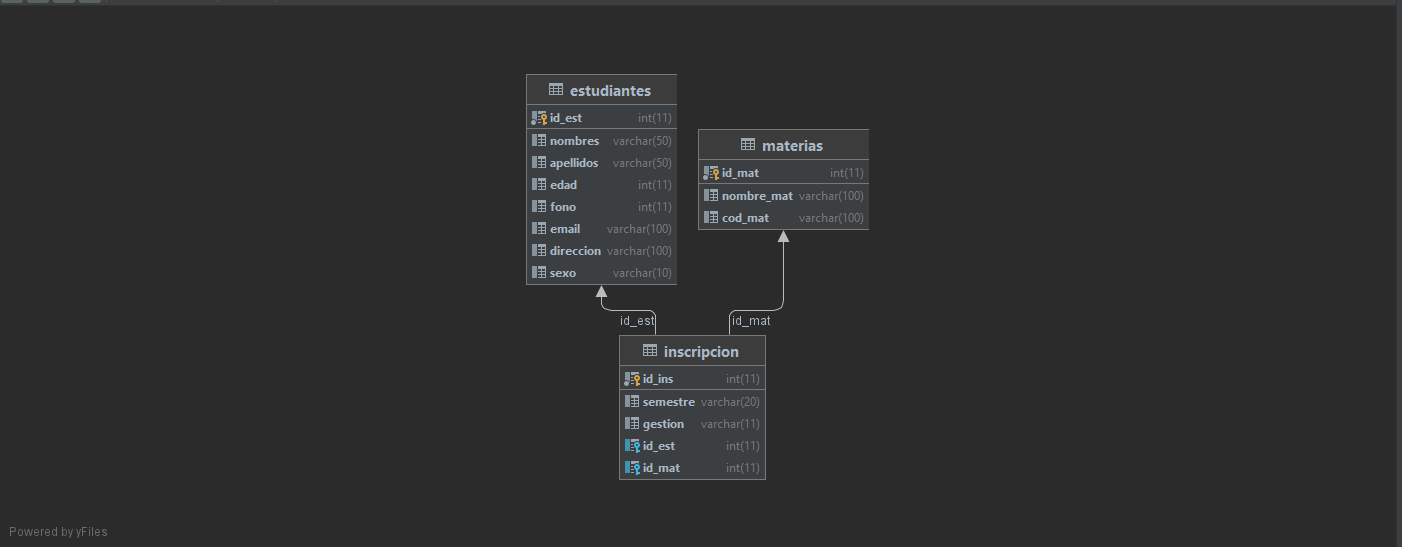 estudiantes
id_est int(11)
nombres varchar(50)
apellidos varchar(50)
edad int(11)
fono int(11)
email varchar(100)
direccion varchar(100)
sexo varchar(10)
materias
id_mat int(11)
nombre_mat varchar(100)
cod_mat varchar(100)
id_est
id_mat
inscripcion
id_ins int(11)
semestre varchar(20)
gestion varchar(11)
id_est int(11)
id_mat int(11)
Powered by yFiles